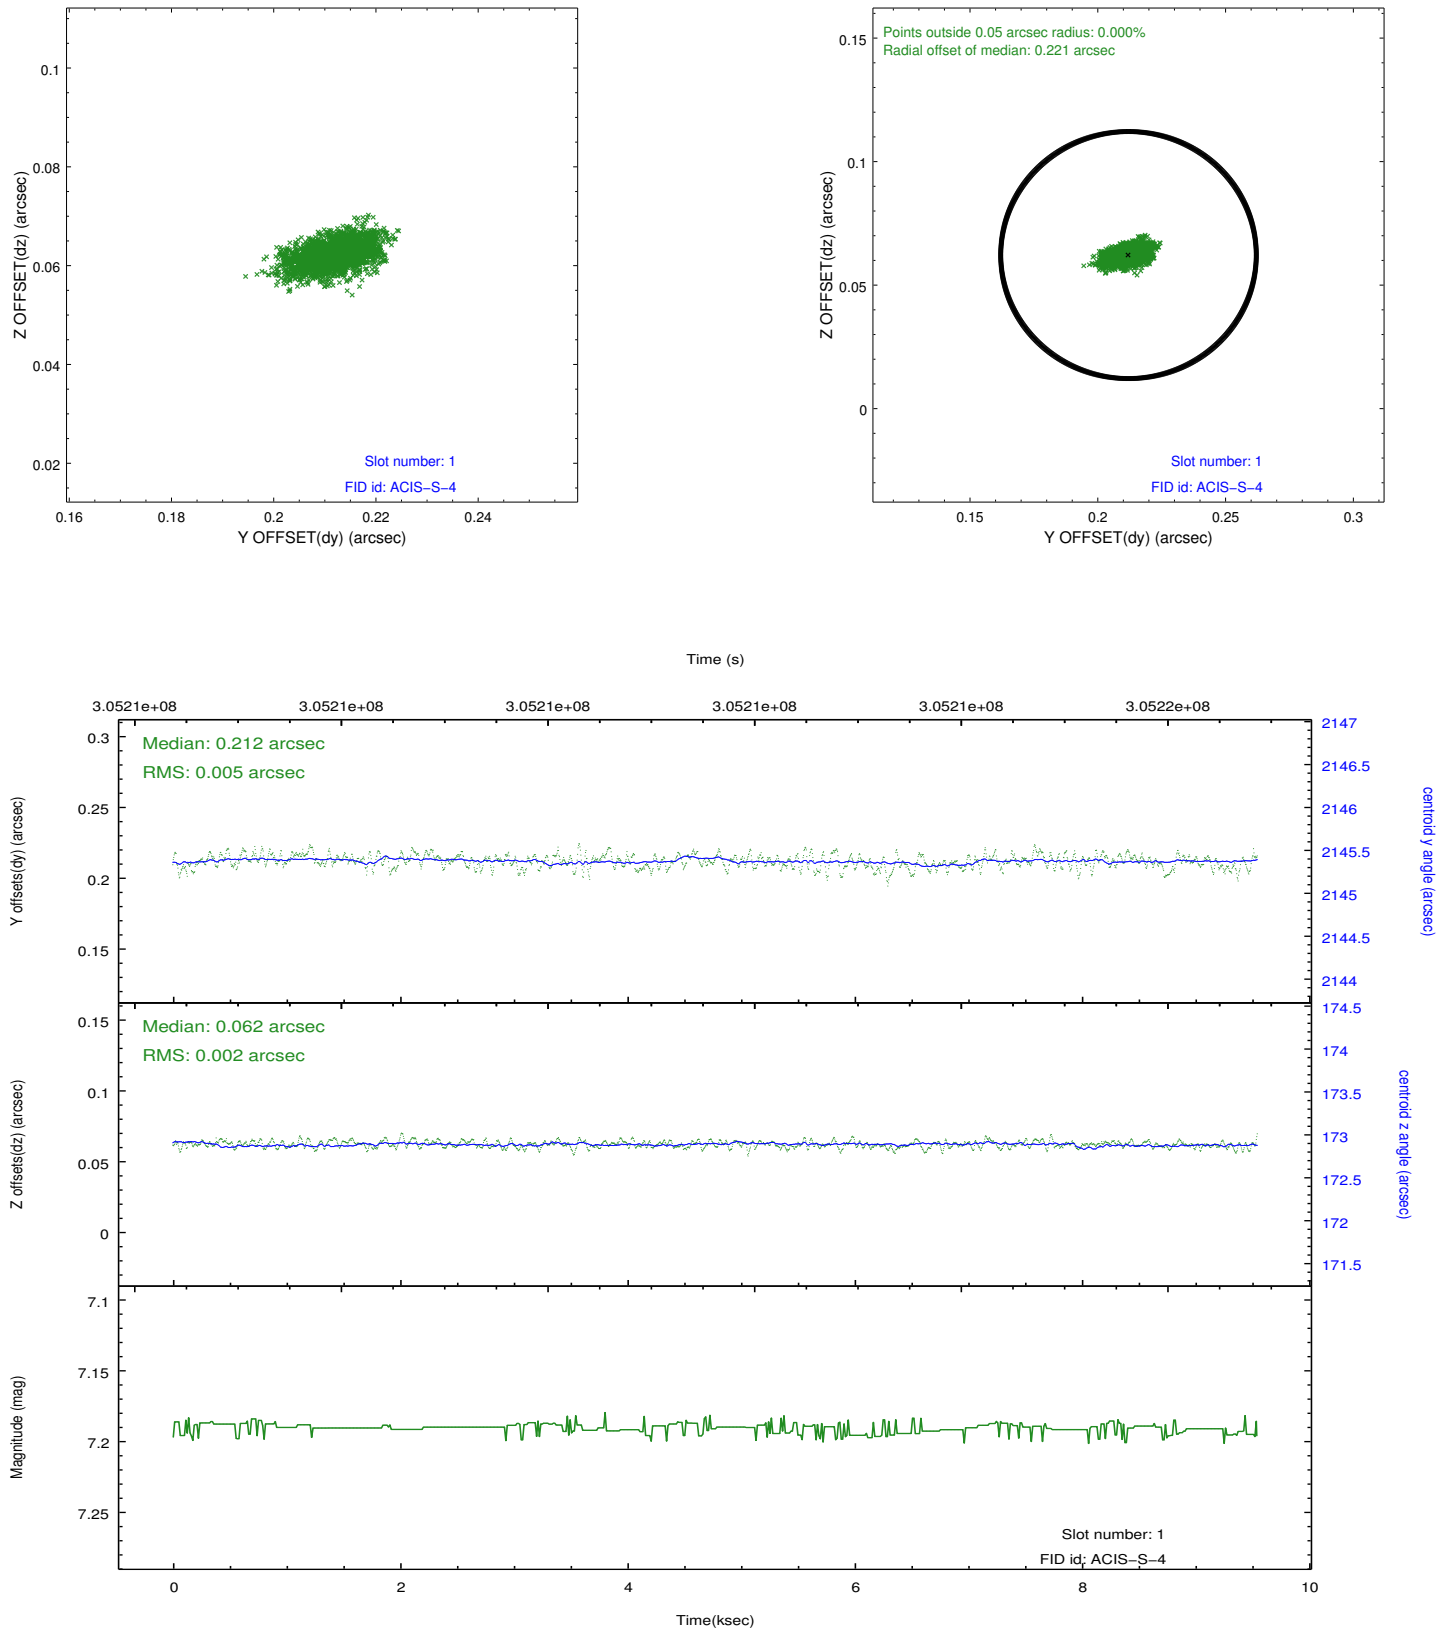 0.1
0.08
0.06
0.04
0.02
Z OFFSET(dz) (arcsec)
Slot number: 1
FID id: ACIS−S−4
0.16 0.18 0.2 0.22 0.24
Y OFFSET(dy) (arcsec)
Points outside 0.05 arcsec radius: 0.000%
Radial offset of median: 0.221 arcsec
0.15
0.1
0.05
0
Z OFFSET(dz) (arcsec)
Slot number: 1
FID id: ACIS−S−4
0.15 0.2 0.25 0.3
Y OFFSET(dy) (arcsec)
Time (s)
3.0521e+08 3.0521e+08 3.0521e+08 3.0521e+08 3.0521e+08 3.0522e+08
Median: 0.212 arcsec
RMS: 0.005 arcsec
0.3
0.25
0.2
0.15
Y offsets(dy) (arcsec)
2147
2146.5
2146
2145.5
2145
2144.5
2144
centroid y angle (arcsec)
Median: 0.062 arcsec
RMS: 0.002 arcsec
0.15
0.1
0.05
0
Z offsets(dz) (arcsec)
174.5
174
173.5
173
172.5
172
171.5
centroid z angle (arcsec)
7.1
7.15
7.2
7.25
Magnitude (mag)
Slot number: 1
FID id: ACIS−S−4
0 2 4 6 8 10
Time(ksec)